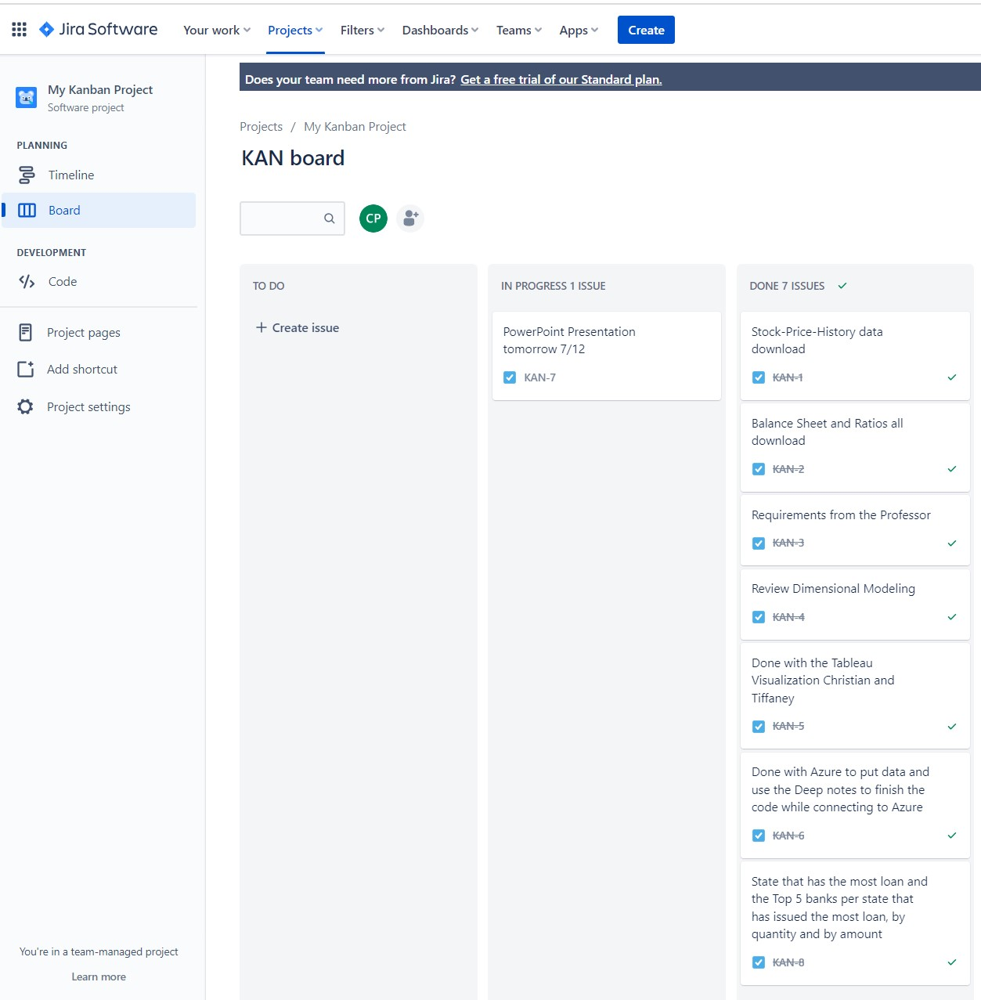 Jira Software
Your work
Projects
Filters
Dashboards
Teams
Apps
Create
My Kanban Project
Software project
PLANNING
Timeline
Board
DEVELOPMENT
Code
Project pages
Add shortcut
Project settings
You're in a team-managed project
Learn more
Does your team need more from Jira? Get a free trial of our Standard plan.
Projects / My Kanban Project
KAN board
CP
TO DO
+ Create issue
IN PROGRESS 1 ISSUE
PowerPoint Presentation
tomorrow 7/12
KAN-7
DONE 7 ISSUES
Stock-Price-History data
download
KAN-1
Balance Sheet and Ratios all
download
KAN-2
Requirements from the Professor
KAN-3
Review Dimensional Modeling
KAN-4
Done with the Tableau
Visualization Christian and
Tiffaney
KAN-5
Done with Azure to put data and
use the Deep notes to finish the
code while connecting to Azure
KAN-6
State that has the most loan and
the Top 5 banks per state that
has issued the most loan, by
quantity and by amount
KAN-8